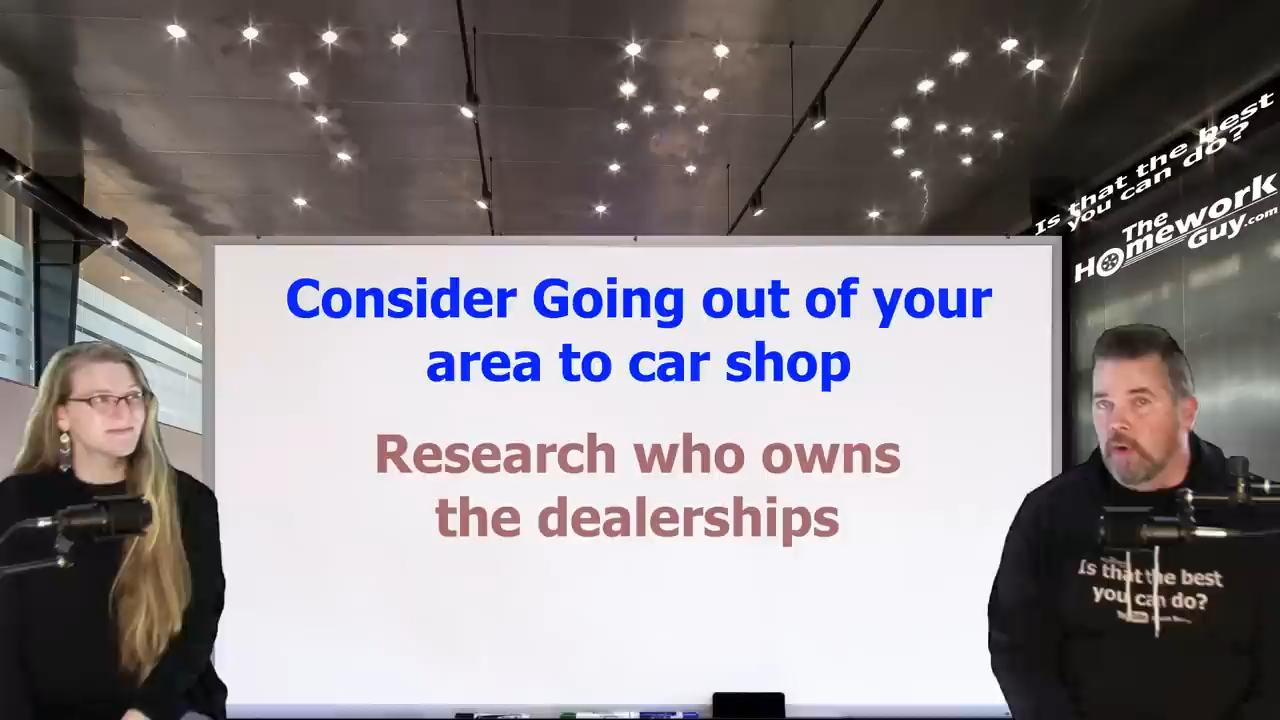 Is that the best
you can do?
The
Homework
Guy.com
Consider Going out of your
area to car shop
Research who owns
the dealerships
Is that the best
you can do?